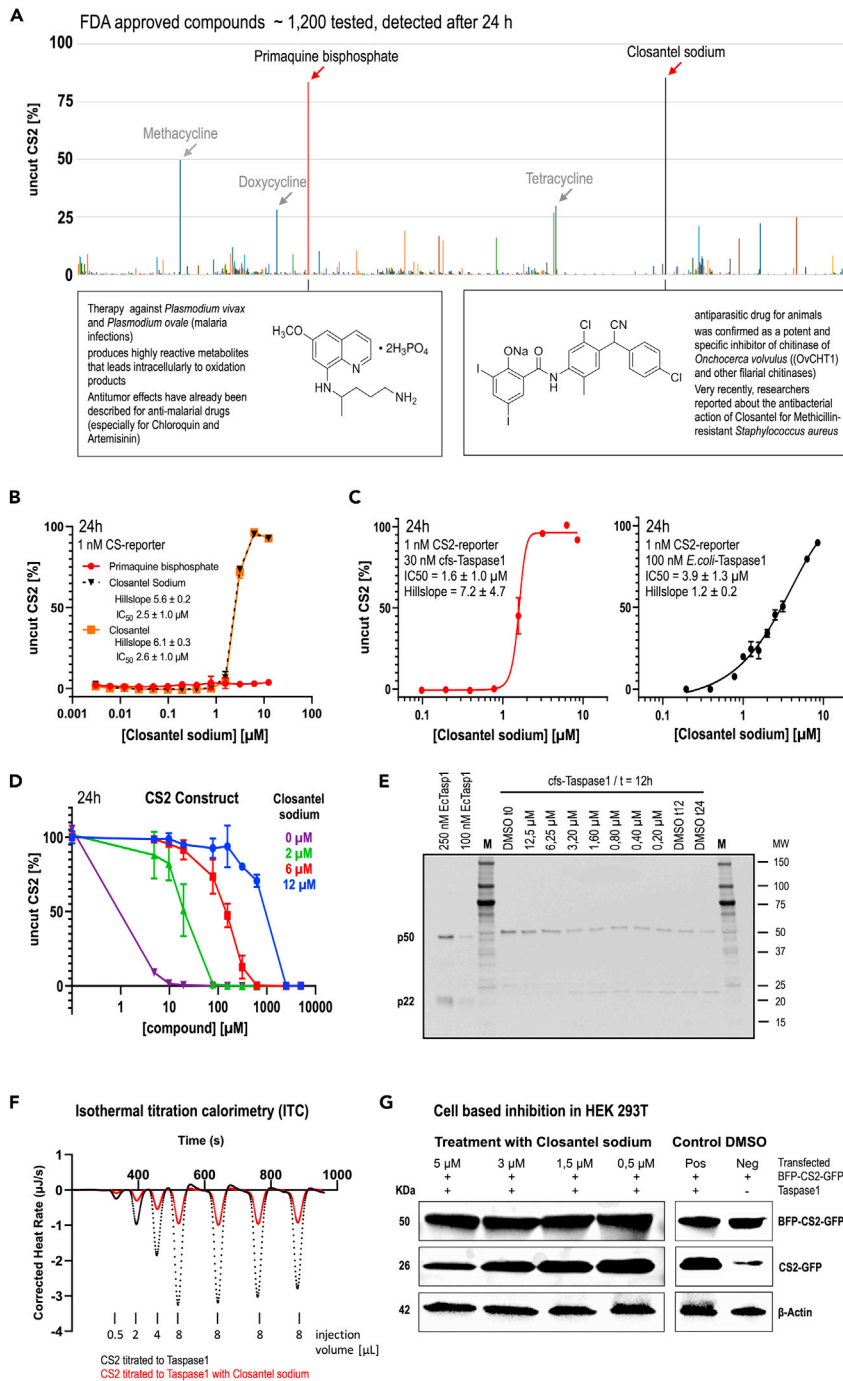 A
FDA approved compounds ~ 1,200 tested, detected after 24 h
Primaquine bisphosphate
Closantel sodium
Methacycline
Doxycycline
Tetracycline
uncut CS2 [%]
100
75
50
25
0
Therapy against Plasmodium vivax
and Plasmodium ovale (malaria
infections)
produces highly reactive metabolites
that leads intracellularly to oxidation
products
Antitumor effects have already been
described for anti-malarial drugs
(especially for Chloroquin and
Artemisinin)
H₃CO
N
• 2H₃PO₄
HN
NH₂
Cl
CN
ONa
O
I
N
H
Cl
I
antiparasitic drug for animals
was confirmed as a potent and
specific inhibitor of chitinase of
Onchocerca volvulus ((OvCHT1)
and other filarial chitinases)
Very recently, researchers
reported about the antibacterial
action of Closantel for Methicillin-
resistant Staphylococcus aureus
B
24h
1 nM CS-reporter
Primaquine bisphosphate
Closantel Sodium
Hillslope 5.6 ± 0.2
IC₅₀ 2.5 ± 1.0 µM
Closantel
Hillslope 6.1 ± 0.3
IC₅₀ 2.6 ± 1.0 µM
uncut CS2 [%]
100
50
0
0.001 0.01 0.1 1 10 100
[Closantel sodium] [µM]
C
24h
1 nM CS2-reporter
30 nM cfs-Taspase1
IC50 = 1.6 ± 1.0 µM
Hillslope = 7.2 ± 4.7
uncut CS2 [%]
100
50
0
0.1 1 10
[Closantel sodium] [µM]
24h
1 nM CS2-reporter
100 nM E.coli-Taspase1
IC50 = 3.9 ± 1.3 µM
Hillslope 1.2 ± 0.2
uncut CS2 [%]
100
50
0
0.1 1 10
[Closantel sodium] [µM]
D
24h
CS2 Construct
Closantel
sodium
0 µM
2 µM
6 µM
12 µM
uncut CS2 [%]
100
50
0
1 10 100 1000 10000
[compound] [µM]
E
cfs-Taspase1 / t = 12h
250 nM EcTasp1
100 nM EcTasp1
M
DMSO t0
12,5 µM
6,25 µM
3,20 µM
1,60 µM
0,80 µM
0,40 µM
0,20 µM
DMSO t12
DMSO t24
M
MW
150
100
75
50
37
25
20
15
p50
p22
F
Isothermal titration calorimetry (ITC)
Time (s)
400 600 800 1000
Corrected Heat Rate (µJ/s)
1
0
-1
-2
-3
-4
0.5 2 4 8 8 8 8 injection
volume [µL]
CS2 titrated to Taspase1
CS2 titrated to Taspase1 with Closantel sodium
G
Cell based inhibition in HEK 293T
Treatment with Closantel sodium
Control DMSO
5 µM 3 µM 1,5 µM 0,5 µM Pos Neg Transfected
+ + + + + + BFP-CS2-GFP
KDa + + + + + - Taspase1
50 BFP-CS2-GFP
26 CS2-GFP
42 β-Actin